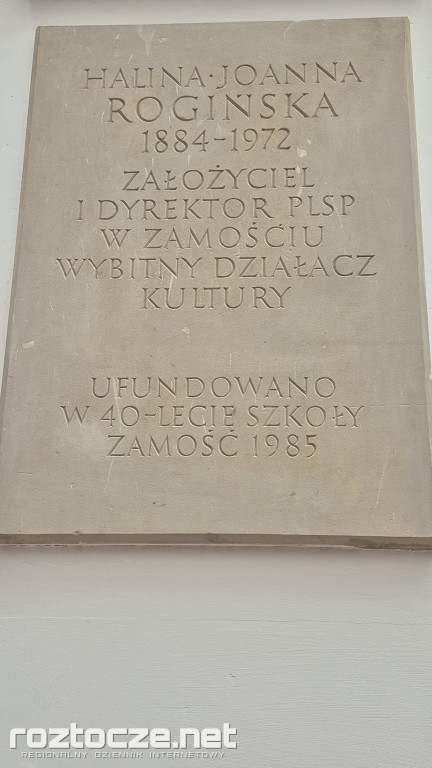 HALINA·JOANNA
ROGIŃSKA
1884-1972
ZAŁOŻYCIEL
I DYREKTOR PLSP
W ZAMOŚCIU
WYBITNY DZIAŁACZ
KULTURY
UFUNDOWANO
W 40-LECIE SZKOŁY
ZAMOŚĆ 1985
roztocze.net
REGIONALNY DZIENNIK INTERNETOWY